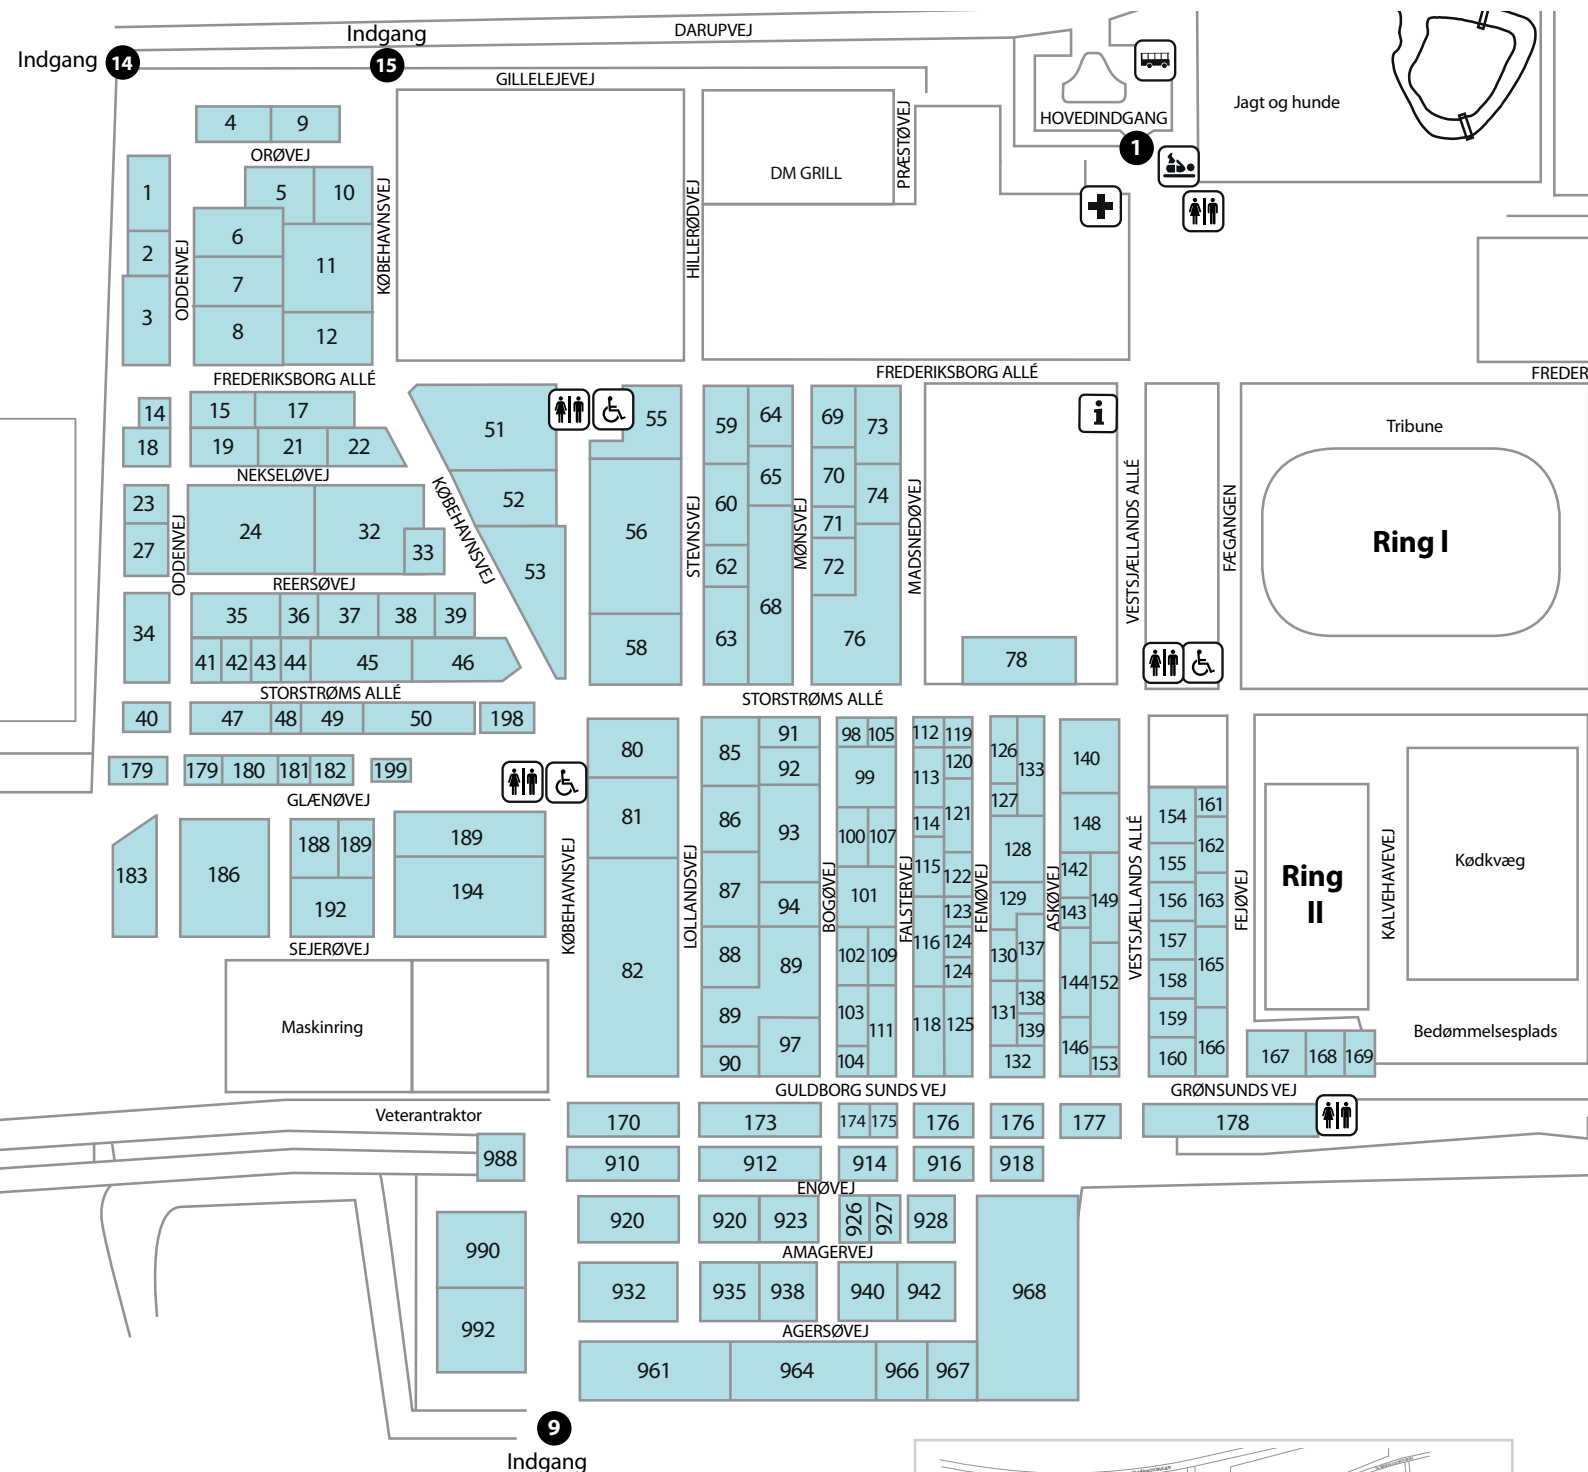 DARUPVEJ
Indgang
Indgang 14
15
GILLELEJEVEJ
Jagt og hunde
HOVEDINDGANG
1
4 9
ORØVEJ
PRÆSTØVEJ
DM GRILL
1
5 10
KØBEHAVNSVEJ
HILLERØDVEJ
2
6
ODDENVEJ
11
7
3
8 12
FREDERIKSBORG ALLÉ
FREDERIKSBORG ALLÉ
FREDER
14 15 17
18 19 21 22
NEKSELØVEJ
51
55
59 64 69 73
i
Tribune
VESTSJÆLLANDS ALLÉ
FÆGANGEN
Ring I
23
24 32
27
33
ODDENVEJ
KØBEHAVNSVEJ
52
53
56
STEVNSVEJ
60 65 70 74
MØNSVEJ
71
62 72
MADSNEDØVEJ
REERSØVEJ
34
35 36 37 38 39
41 42 43 44 45 46
58
63 68 76
78
STORSTRØMS ALLÉ
STORSTRØMS ALLÉ
40 47 48 49 50 198
179 179 180 181 182 199
GLÆNØVEJ
183 186 188 189 189
192 194
SEJERØVEJ
KØBEHAVNSVEJ
Maskinring
80
81
82
LOLLANDSVEJ
85 91
92
86 93
87 94
88 89
89 97
90
BOGØVEJ
98 105
99
100 107
101
102 109
103 111
104
FALSTERVEJ
112 119
113 120
114 121
115 122
123
116 124
124
118 125
FEMØVEJ
126 133
127
128
129
130 137
131 138
139
132
ASKØVEJ
140
148
142 149
143
144 152
146 153
VESTSJÆLLANDS ALLÉ
154 161
155 162
156 163
157
158 165
159
160 166
FEJØVEJ
Ring
II
KALVEHAVEVEJ
Kødkvæg
Bedømmelsesplads
167 168 169
GULDBORG SUNDS VEJ
GRØNSUNDS VEJ
Veterantraktor
170 173 174 175 176 176 177 178
988
910 912 914 916 918
ENØVEJ
920 920 923 926 927 928
990
AMAGERVEJ
932 935 938 940 942 968
992
AGERSØVEJ
961 964 966 967
9
Indgang